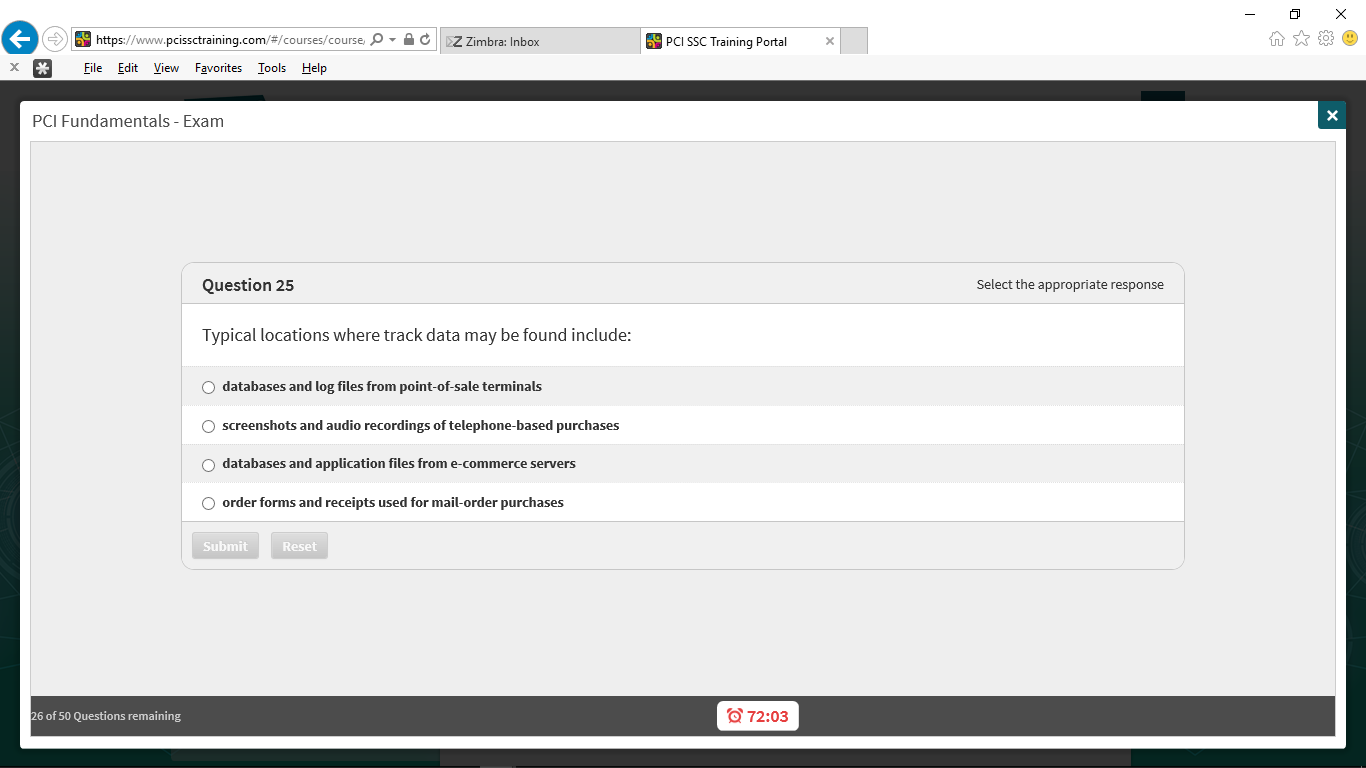 https://www.pcissctraining.com/#/courses/course,
Zimbra: Inbox
PCI SSC Training Portal
File Edit View Favorites Tools Help
PCI Fundamentals - Exam
Question 25
Select the appropriate response
Typical locations where track data may be found include:
databases and log files from point-of-sale terminals
screenshots and audio recordings of telephone-based purchases
databases and application files from e-commerce servers
order forms and receipts used for mail-order purchases
Submit Reset
26 of 50 Questions remaining
72:03